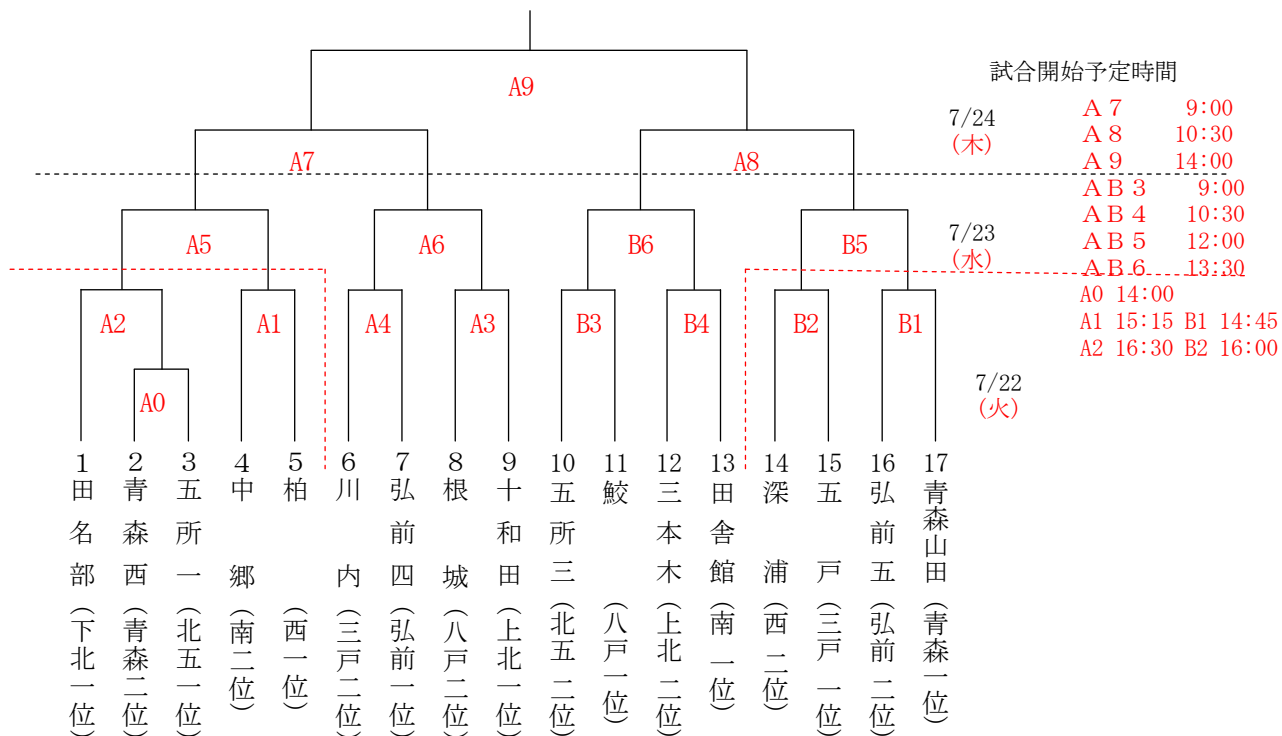 A9
試合開始予定時間
7/24
(木)
A7 A8
Ａ７ 9:00
Ａ８ 10:30
Ａ９ 14:00
ＡＢ３ 9:00
ＡＢ４ 10:30
ＡＢ５ 12:00
ＡＢ６ 13:30
A5 A6 B6 B5
7/23
(水)
A0 14:00
A1 15:15 B1 14:45
A2 16:30 B2 16:00
A2 A1 A4 A3 B3 B4 B2 B1
7/22
(火)
A0
１ 田名部 (下北一位)
２ 青森西 (青森二位)
３ 五所一 (北五一位)
４ 中郷 (南二位)
５ 柏 (西一位)
６ 川内 (三戸二位)
７ 弘前四 (弘前一位)
８ 根城 (八戸二位)
９ 十和田 (上北一位)
10 五所三 (北五 二位)
11 鮫 (八戸一位)
12 三本木 (上北 二位)
13 田舎館 (南 一位)
14 深浦 (西 二位)
15 五戸 (三戸 一位)
16 弘前五 (弘前 二位)
17 青森山田 (青森一位)